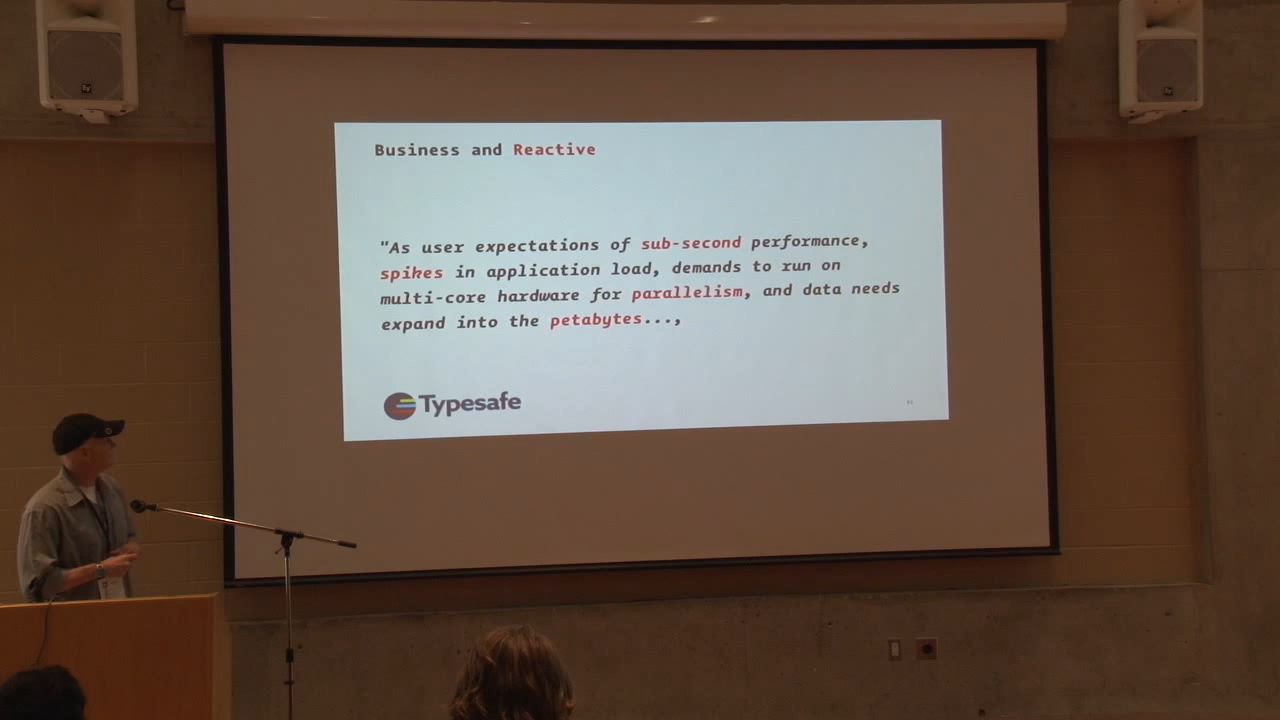 Business and Reactive
"As user expectations of sub-second performance,
spikes in application load, demands to run on
multi-core hardware for parallelism, and data needs
expand into the petabytes...,
Typesafe